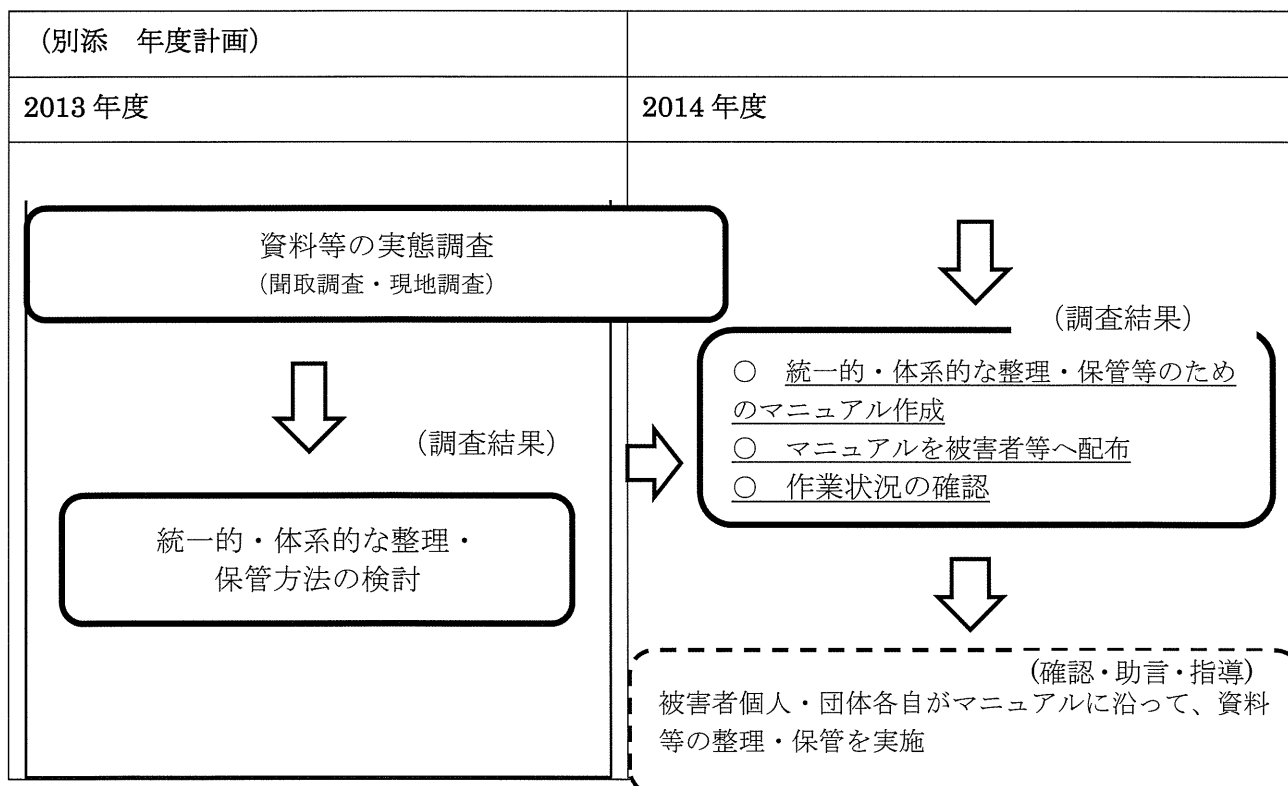 (別添　年度計画)
2013年度
2014年度
資料等の実態調査
(聞取調査・現地調査)
(調査結果)
統一的・体系的な整理・
保管方法の検討
(調査結果)
○　統一的・体系的な整理・保管等のため
のマニュアル作成
○　マニュアルを被害者等へ配布
○　作業状況の確認
(確認・助言・指導)
被害者個人・団体各自がマニュアルに沿って、資料
等の整理・保管を実施